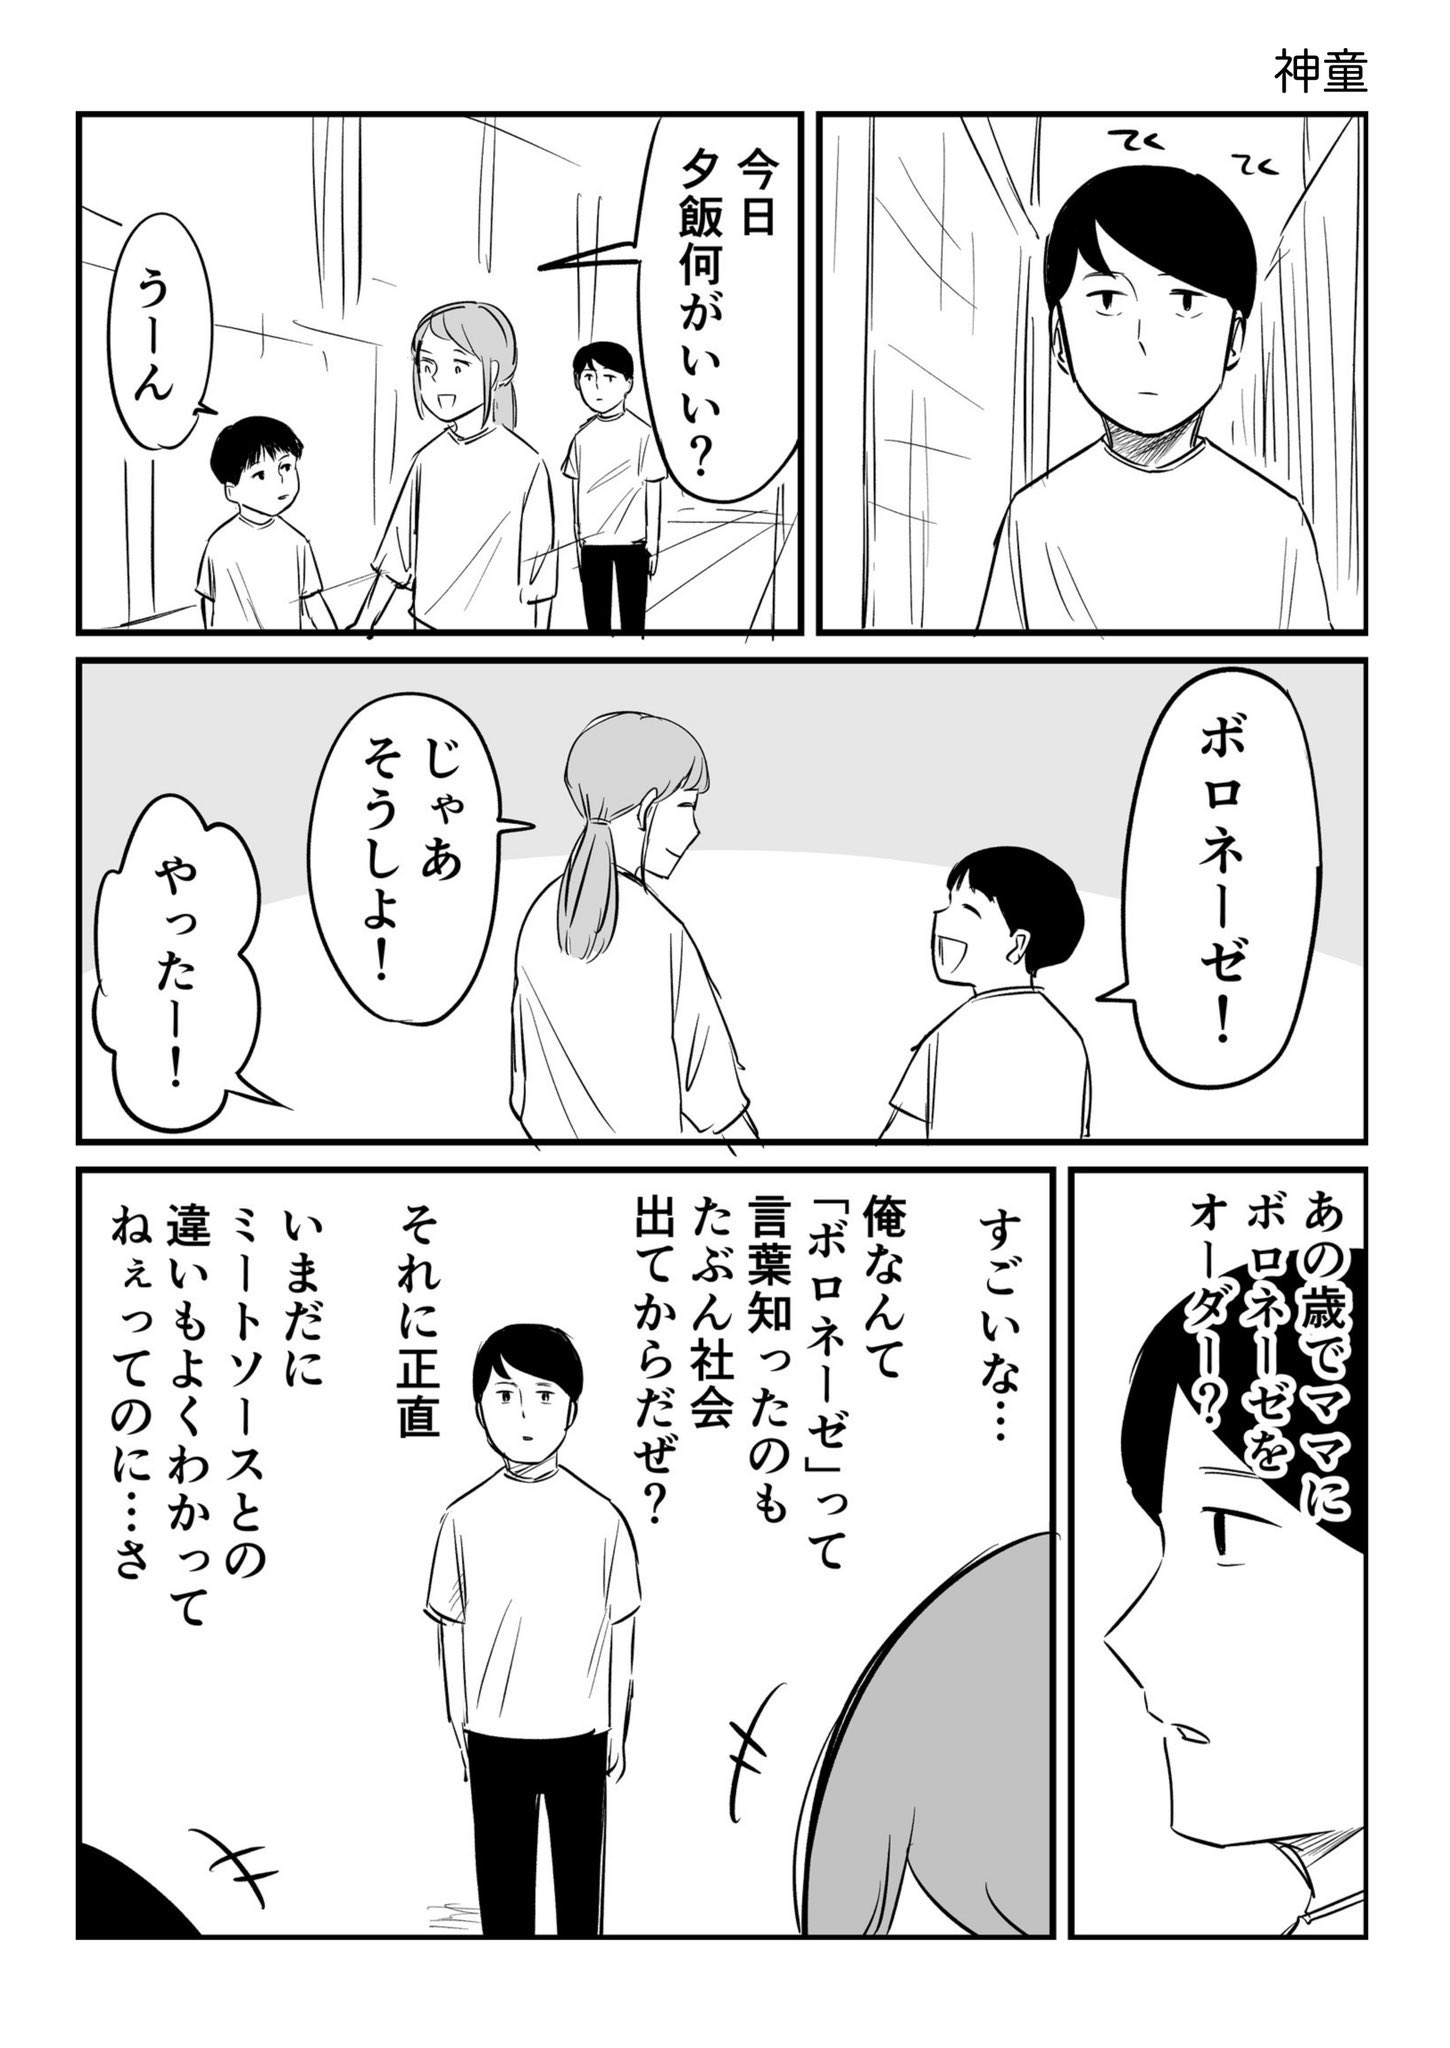 神童
てく
てく
今日
夕飯何がいい？
うーん
ボロネーゼ！
じゃあ
そうしよ！
やったー！
あの歳でママに
ボロネーゼを
オーダー？
すごいな…
俺なんて
「ボロネーゼ」って
言葉知ったのも
たぶん社会
出てからだぜ？
それに正直
いまだに
ミートソースとの
違いもよくわかって
ねぇってのに…さ